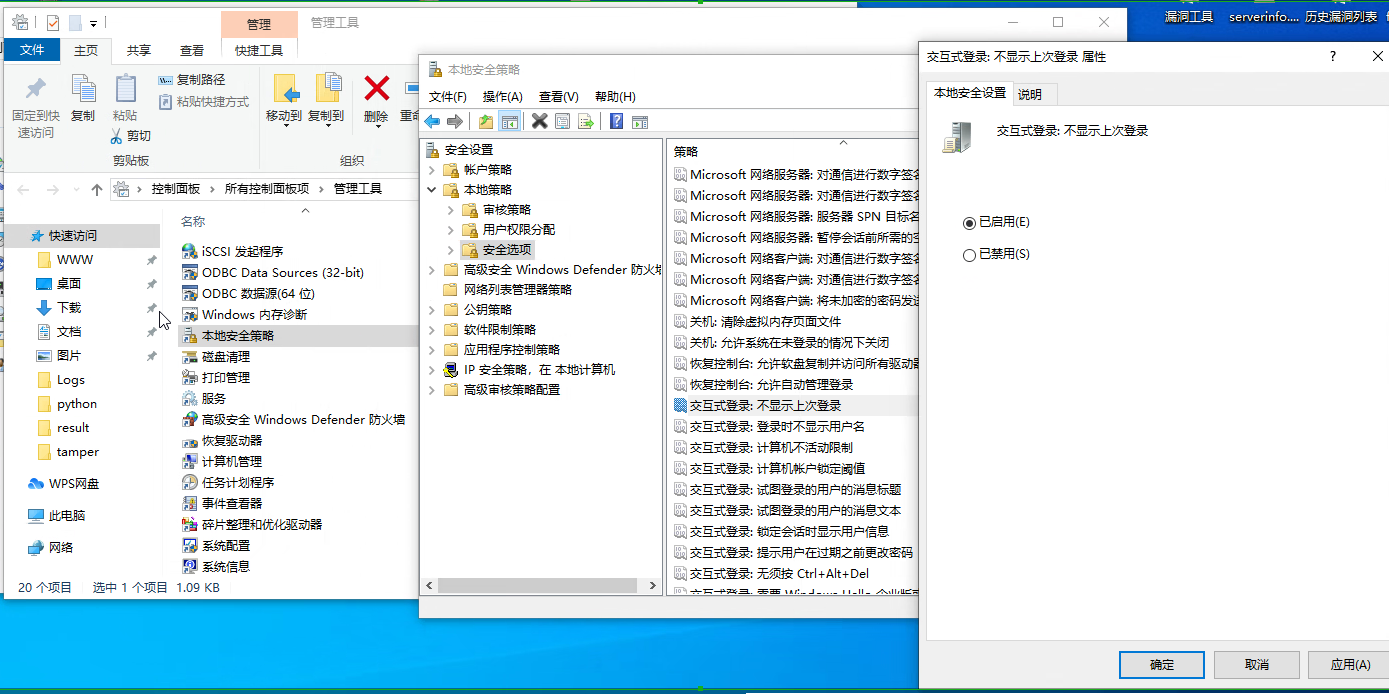 漏洞工具 serverinfo.... 历史漏洞列表
管理 管理工具
文件 主页 共享 查看 快捷工具
固定到快
速访问
复制
粘贴
复制路径
粘贴快捷方式
剪切
移动到 复制到 删除
剪贴板 组织
控制面板 › 所有控制面板项 › 管理工具
快速访问
WWW
桌面
下载
文档
图片
Logs
python
result
tamper
WPS网盘
此电脑
网络
名称
iSCSI 发起程序
ODBC Data Sources (32-bit)
ODBC 数据源(64 位)
Windows 内存诊断
本地安全策略
磁盘清理
打印管理
服务
高级安全 Windows Defender 防火墙
恢复驱动器
计算机管理
任务计划程序
事件查看器
碎片整理和优化驱动器
系统配置
系统信息
20 个项目 选中 1 个项目 1.09 KB
本地安全策略
文件(F) 操作(A) 查看(V) 帮助(H)
安全设置
帐户策略
本地策略
审核策略
用户权限分配
安全选项
高级安全 Windows Defender 防火墙
网络列表管理器策略
公钥策略
软件限制策略
应用程序控制策略
IP 安全策略，在 本地计算机
高级审核策略配置
策略
Microsoft 网络服务器: 对通信进行数字签名
Microsoft 网络服务器: 对通信进行数字签名
Microsoft 网络服务器: 服务器 SPN 目标名
Microsoft 网络服务器: 暂停会话前所需的空
Microsoft 网络客户端: 对通信进行数字签名
Microsoft 网络客户端: 对通信进行数字签名
Microsoft 网络客户端: 将未加密的密码发送
关机: 清除虚拟内存页面文件
关机: 允许系统在未登录的情况下关闭
恢复控制台: 允许软盘复制并访问所有驱动器
恢复控制台: 允许自动管理登录
交互式登录: 不显示上次登录
交互式登录: 登录时不显示用户名
交互式登录: 计算机不活动限制
交互式登录: 计算机帐户锁定阈值
交互式登录: 试图登录的用户的消息标题
交互式登录: 试图登录的用户的消息文本
交互式登录: 锁定会话时显示用户信息
交互式登录: 提示用户在过期之前更改密码
交互式登录: 无须按 Ctrl+Alt+Del
交互式登录: 需要 Windows Hello 企业版
交互式登录: 不显示上次登录 属性
本地安全设置 说明
交互式登录: 不显示上次登录
已启用(E)
已禁用(S)
确定 取消 应用(A)